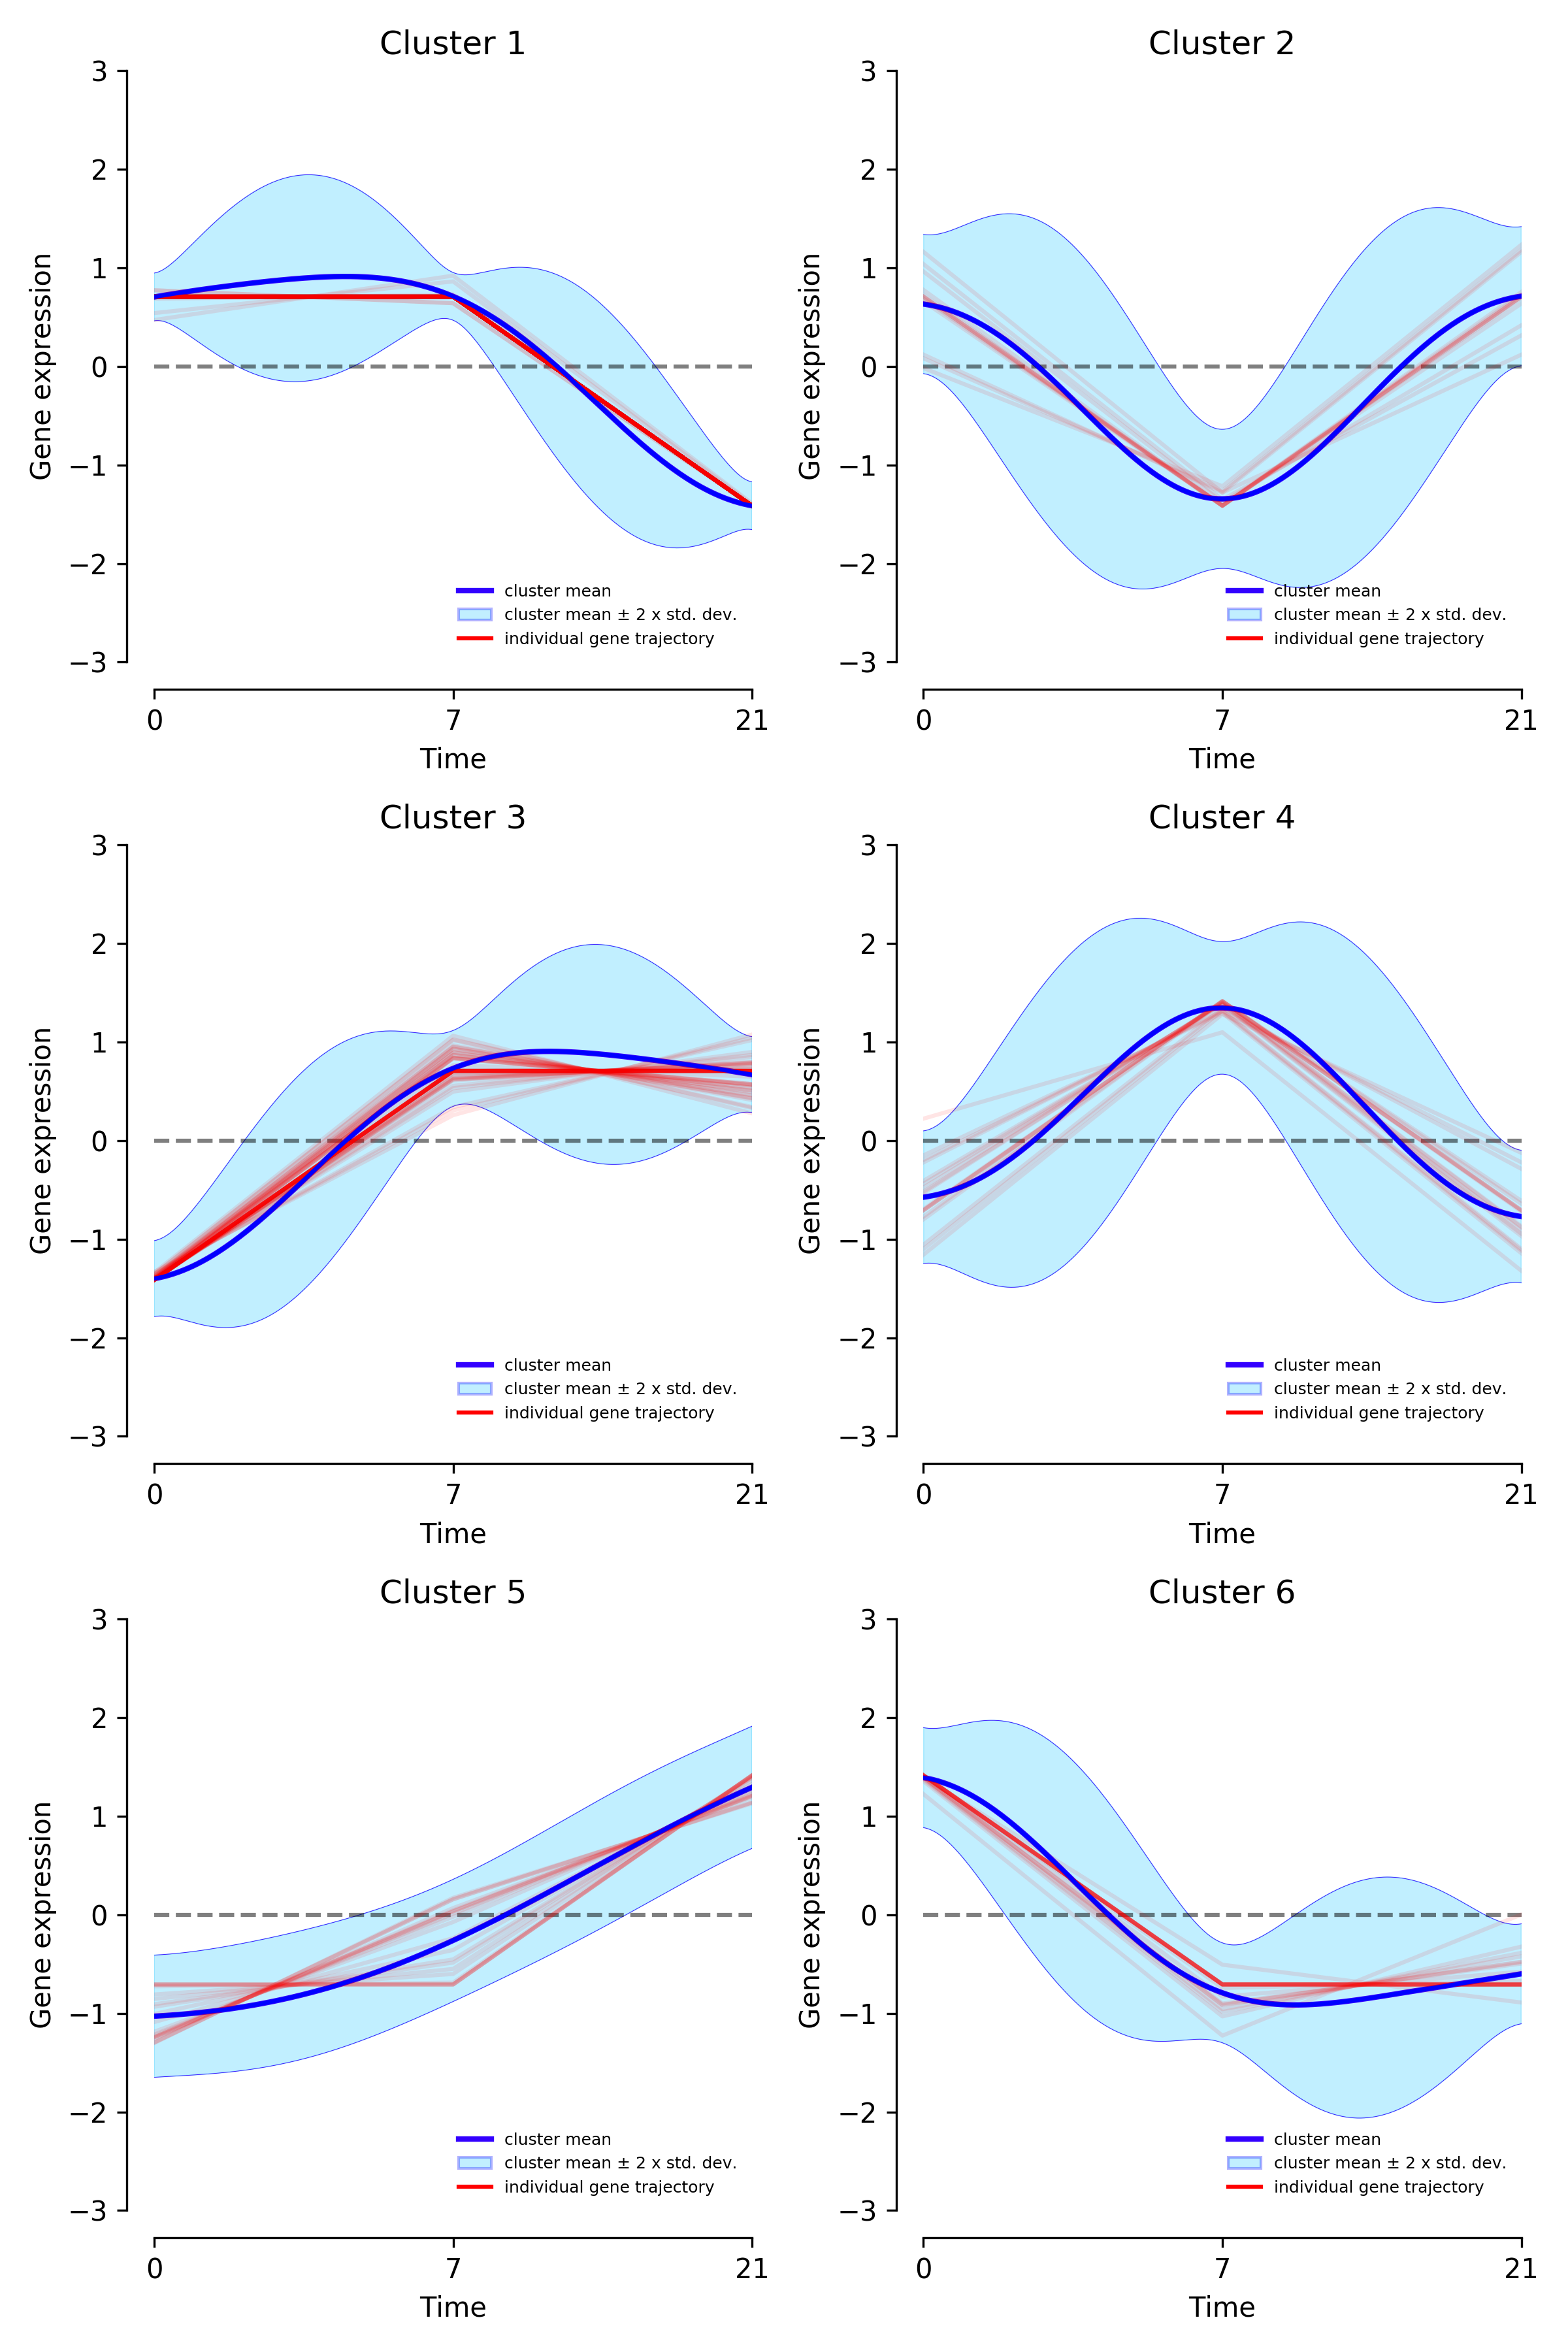 Cluster 1
3
2
1
0
−1
−2
−3
Gene expression
cluster mean
cluster mean ± 2 x std. dev.
individual gene trajectory
0 7 21
Time
Cluster 2
3
2
1
0
−1
−2
−3
Gene expression
cluster mean
cluster mean ± 2 x std. dev.
individual gene trajectory
0 7 21
Time
Cluster 3
3
2
1
0
−1
−2
−3
Gene expression
cluster mean
cluster mean ± 2 x std. dev.
individual gene trajectory
0 7 21
Time
Cluster 4
3
2
1
0
−1
−2
−3
Gene expression
cluster mean
cluster mean ± 2 x std. dev.
individual gene trajectory
0 7 21
Time
Cluster 5
3
2
1
0
−1
−2
−3
Gene expression
cluster mean
cluster mean ± 2 x std. dev.
individual gene trajectory
0 7 21
Time
Cluster 6
3
2
1
0
−1
−2
−3
Gene expression
cluster mean
cluster mean ± 2 x std. dev.
individual gene trajectory
0 7 21
Time